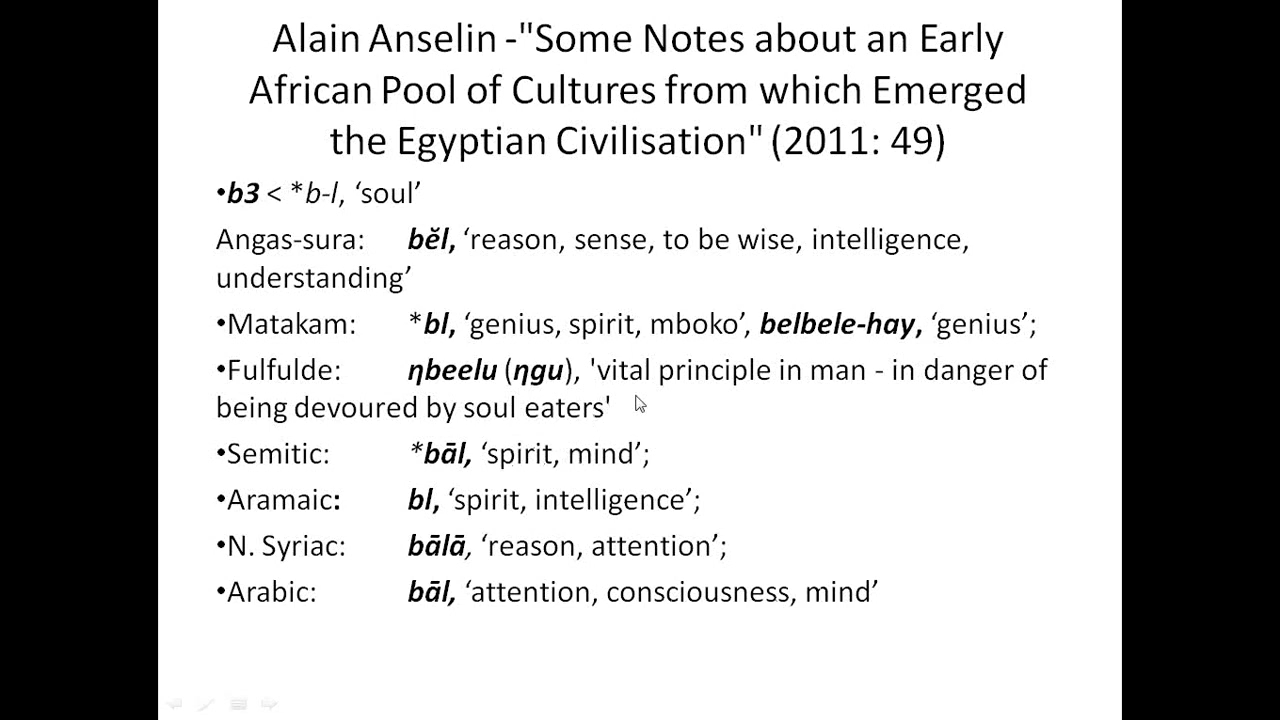 Alain Anselin -"Some Notes about an Early
African Pool of Cultures from which Emerged
the Egyptian Civilisation" (2011: 49)
•b3 < *b-l, ‘soul’
Angas-sura: bĕl, ‘reason, sense, to be wise, intelligence,
understanding’
•Matakam: *bl, ‘genius, spirit, mboko’, belbele-hay, ‘genius’;
•Fulfulde: ηbeelu (ηgu), 'vital principle in man - in danger of
being devoured by soul eaters'
•Semitic: *bāl, ‘spirit, mind’;
•Aramaic: bl, ‘spirit, intelligence’;
•N. Syriac: bālā, ‘reason, attention’;
•Arabic: bāl, ‘attention, consciousness, mind’